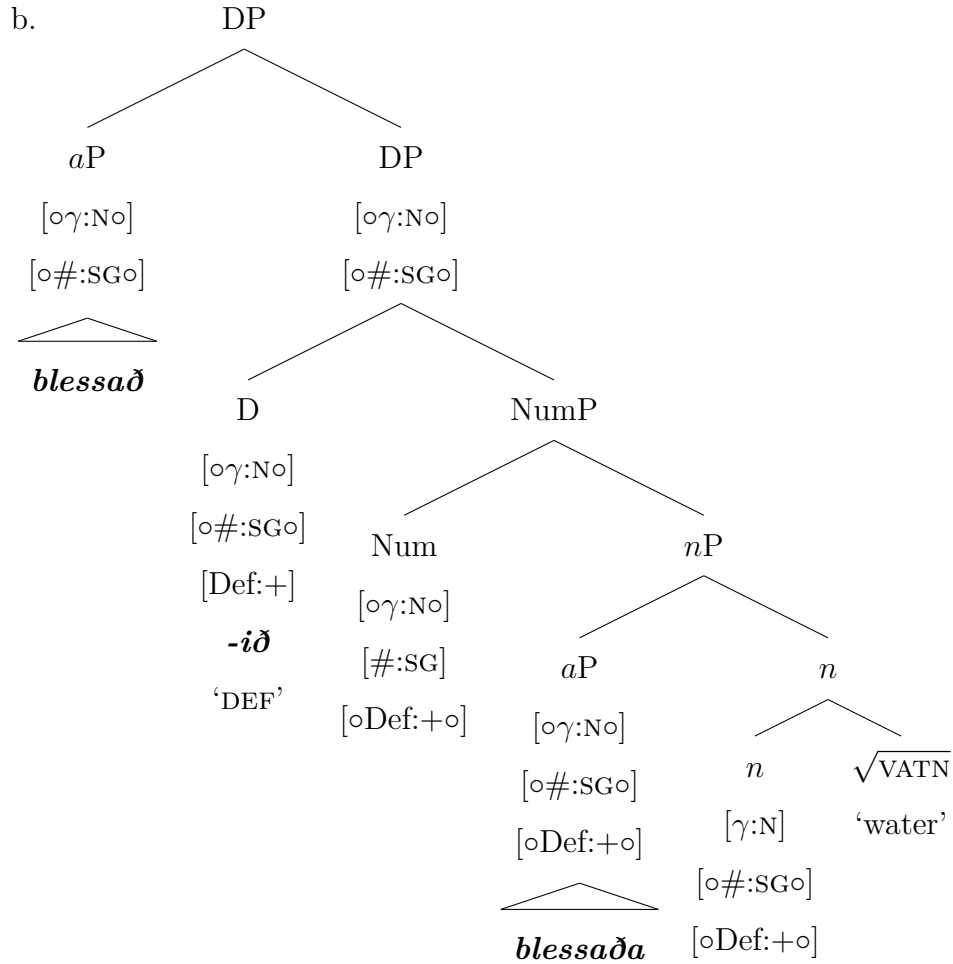 b. DP
aP DP
[∘γ:N∘] [∘γ:N∘]
[∘#:SG∘] [∘#:SG∘]
blessað
D NumP
[∘γ:N∘]
[∘#:SG∘]
Num nP
[Def:+]
[∘γ:N∘]
-ið
[#:SG]
aP n
‘DEF’
[∘Def:+∘]
[∘γ:N∘]
n √VATN
[∘#:SG∘]
[γ:N] ‘water’
[∘Def:+∘]
[∘#:SG∘]
blessaða [∘Def:+∘]